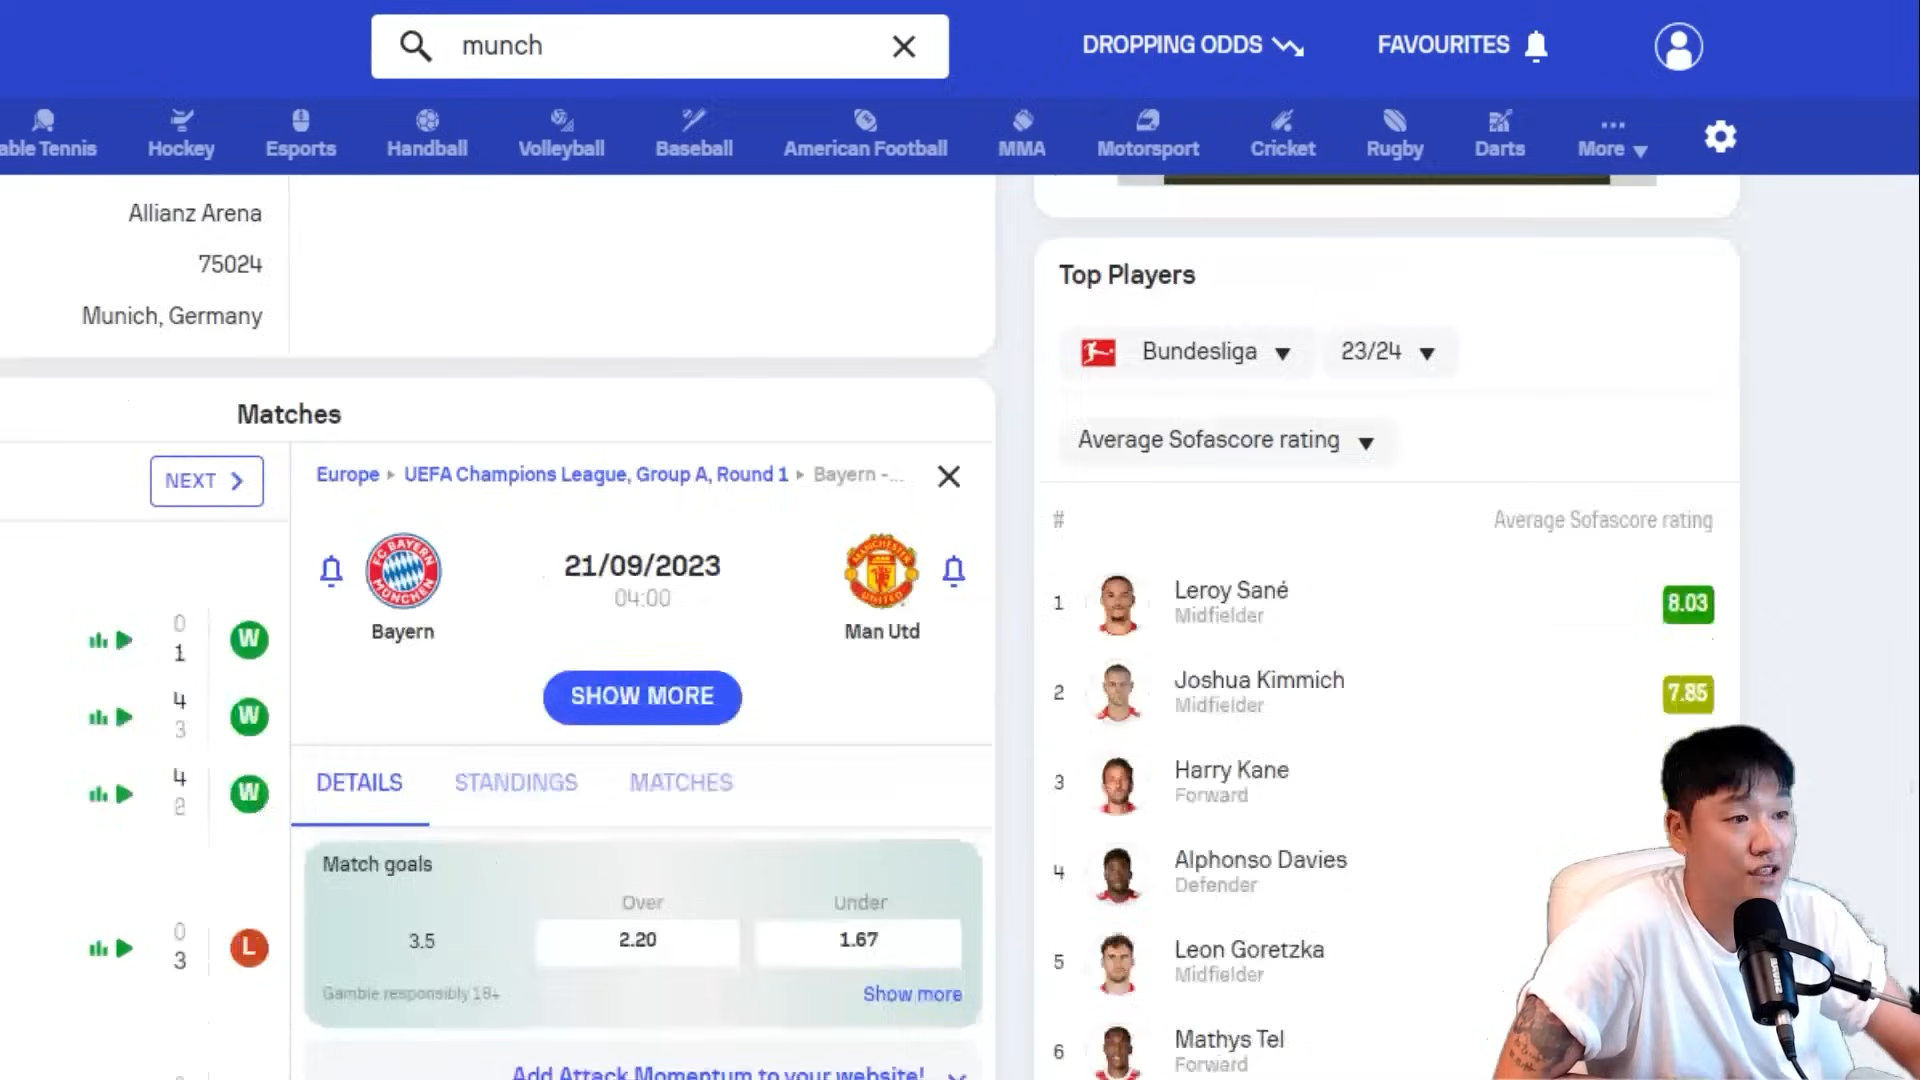 munch
DROPPING ODDS
FAVOURITES
able Tennis
Hockey
Esports
Handball
Volleyball
Baseball
American Football
MMA
Motorsport
Cricket
Rugby
Darts
More
Allianz Arena
75024
Munich, Germany
Matches
NEXT
0
1
W
4
3
W
4
2
W
0
3
L
Europe
UEFA Champions League, Group A, Round 1
Bayern -...
21/09/2023
04:00
Bayern
Man Utd
SHOW MORE
DETAILS
STANDINGS
MATCHES
Match goals
Over
Under
3.5
2.20
1.67
Gamble responsibly 18+
Show more
Add Attack Momentum to your website!
Top Players
Bundesliga
23/24
Average Sofascore rating
#
Average Sofascore rating
1
Leroy Sané
Midfielder
8.03
2
Joshua Kimmich
Midfielder
7.85
3
Harry Kane
Forward
4
Alphonso Davies
Defender
5
Leon Goretzka
Midfielder
6
Mathys Tel
Forward